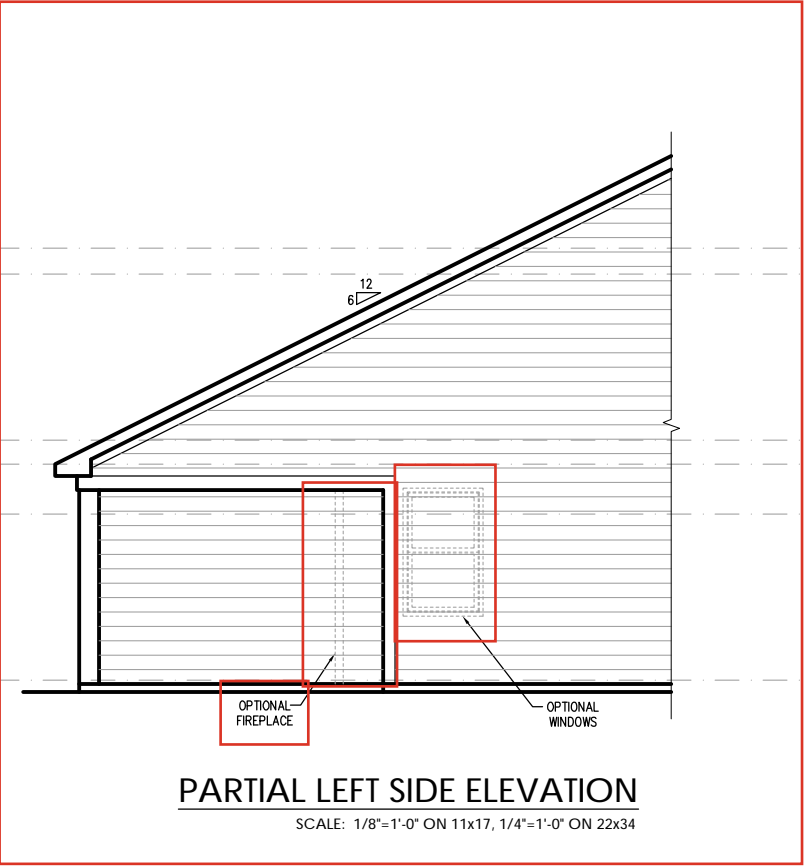 12
6
OPTIONAL
FIREPLACE
OPTIONAL
WINDOWS
PARTIAL LEFT SIDE ELEVATION
SCALE: 1/8"=1'-0" ON 11x17, 1/4"=1'-0" ON 22x34